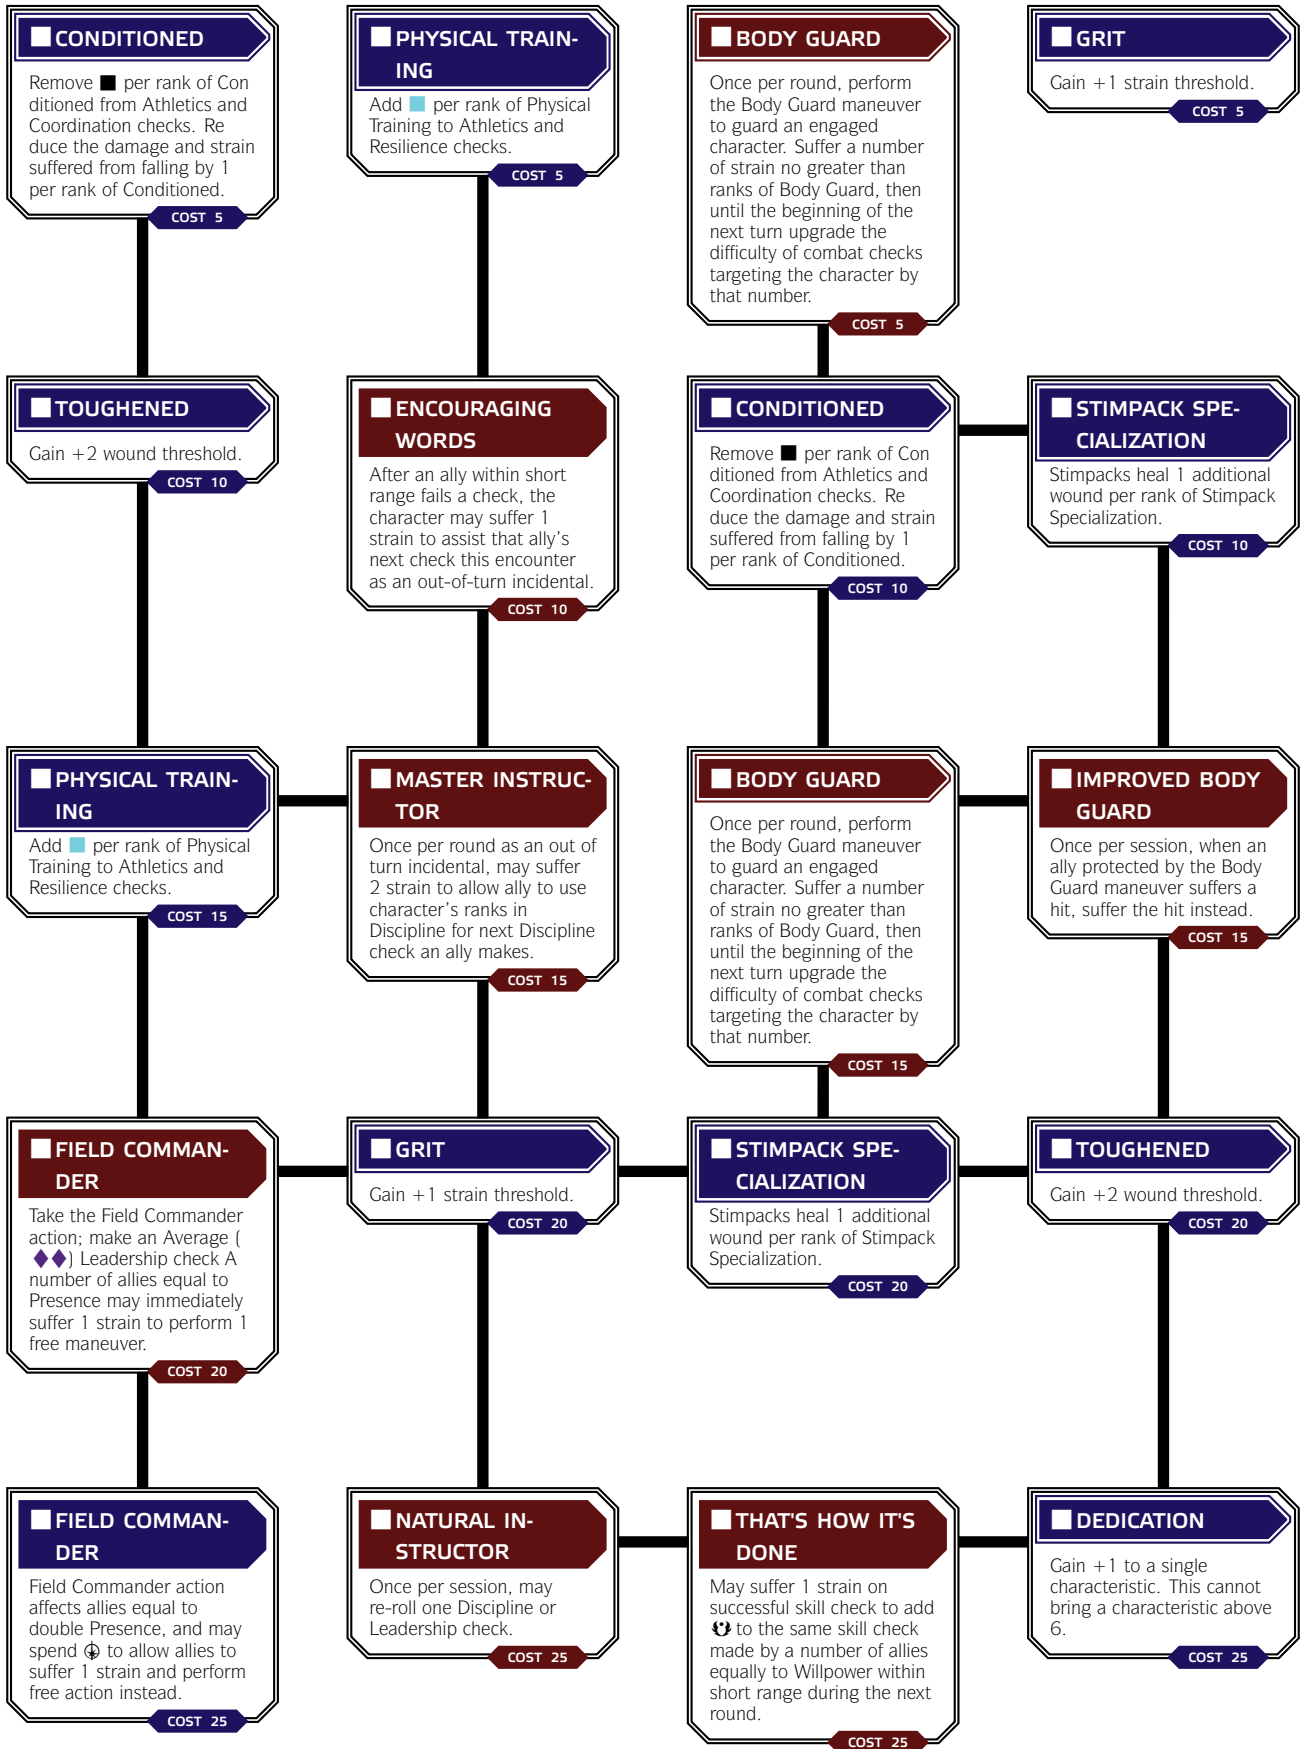 CONDITIONED
Remove per rank of Con
ditioned from Athletics and
Coordination checks. Re
duce the damage and strain
suffered from falling by 1
per rank of Conditioned.
COST 5
PHYSICAL TRAIN-
ING
Add per rank of Physical
Training to Athletics and
Resilience checks.
COST 5
BODY GUARD
Once per round, perform
the Body Guard maneuver
to guard an engaged
character. Suffer a number
of strain no greater than
ranks of Body Guard, then
until the beginning of the
next turn upgrade the
difficulty of combat checks
targeting the character by
that number.
COST 5
GRIT
Gain +1 strain threshold.
COST 5
TOUGHENED
Gain +2 wound threshold.
COST 10
ENCOURAGING
WORDS
After an ally within short
range fails a check, the
character may suffer 1
strain to assist that ally's
next check this encounter
as an out-of-turn incidental.
COST 10
CONDITIONED
Remove per rank of Con
ditioned from Athletics and
Coordination checks. Re
duce the damage and strain
suffered from falling by 1
per rank of Conditioned.
COST 10
STIMPACK SPE-
CIALIZATION
Stimpacks heal 1 additional
wound per rank of Stimpack
Specialization.
COST 10
PHYSICAL TRAIN-
ING
Add per rank of Physical
Training to Athletics and
Resilience checks.
COST 15
MASTER INSTRUC-
TOR
Once per round as an out of
turn incidental, may suffer
2 strain to allow ally to use
character's ranks in
Discipline for next Discipline
check an ally makes.
COST 15
BODY GUARD
Once per round, perform
the Body Guard maneuver
to guard an engaged
character. Suffer a number
of strain no greater than
ranks of Body Guard, then
until the beginning of the
next turn upgrade the
difficulty of combat checks
targeting the character by
that number.
COST 15
IMPROVED BODY
GUARD
Once per session, when an
ally protected by the Body
Guard maneuver suffers a
hit, suffer the hit instead.
COST 15
FIELD COMMAN-
DER
Take the Field Commander
action; make an Average (
) Leadership check A
number of allies equal to
Presence may immediately
suffer 1 strain to perform 1
free maneuver.
COST 20
GRIT
Gain +1 strain threshold.
COST 20
STIMPACK SPE-
CIALIZATION
Stimpacks heal 1 additional
wound per rank of Stimpack
Specialization.
COST 20
TOUGHENED
Gain +2 wound threshold.
COST 20
FIELD COMMAN-
DER
Field Commander action
affects allies equal to
double Presence, and may
spend to allow allies to
suffer 1 strain and perform
free action instead.
COST 25
NATURAL IN-
STRUCTOR
Once per session, may
re-roll one Discipline or
Leadership check.
COST 25
THAT'S HOW IT'S
DONE
May suffer 1 strain on
successful skill check to add
to the same skill check
made by a number of allies
equally to Willpower within
short range during the next
round.
COST 25
DEDICATION
Gain +1 to a single
characteristic. This cannot
bring a characteristic above
6.
COST 25